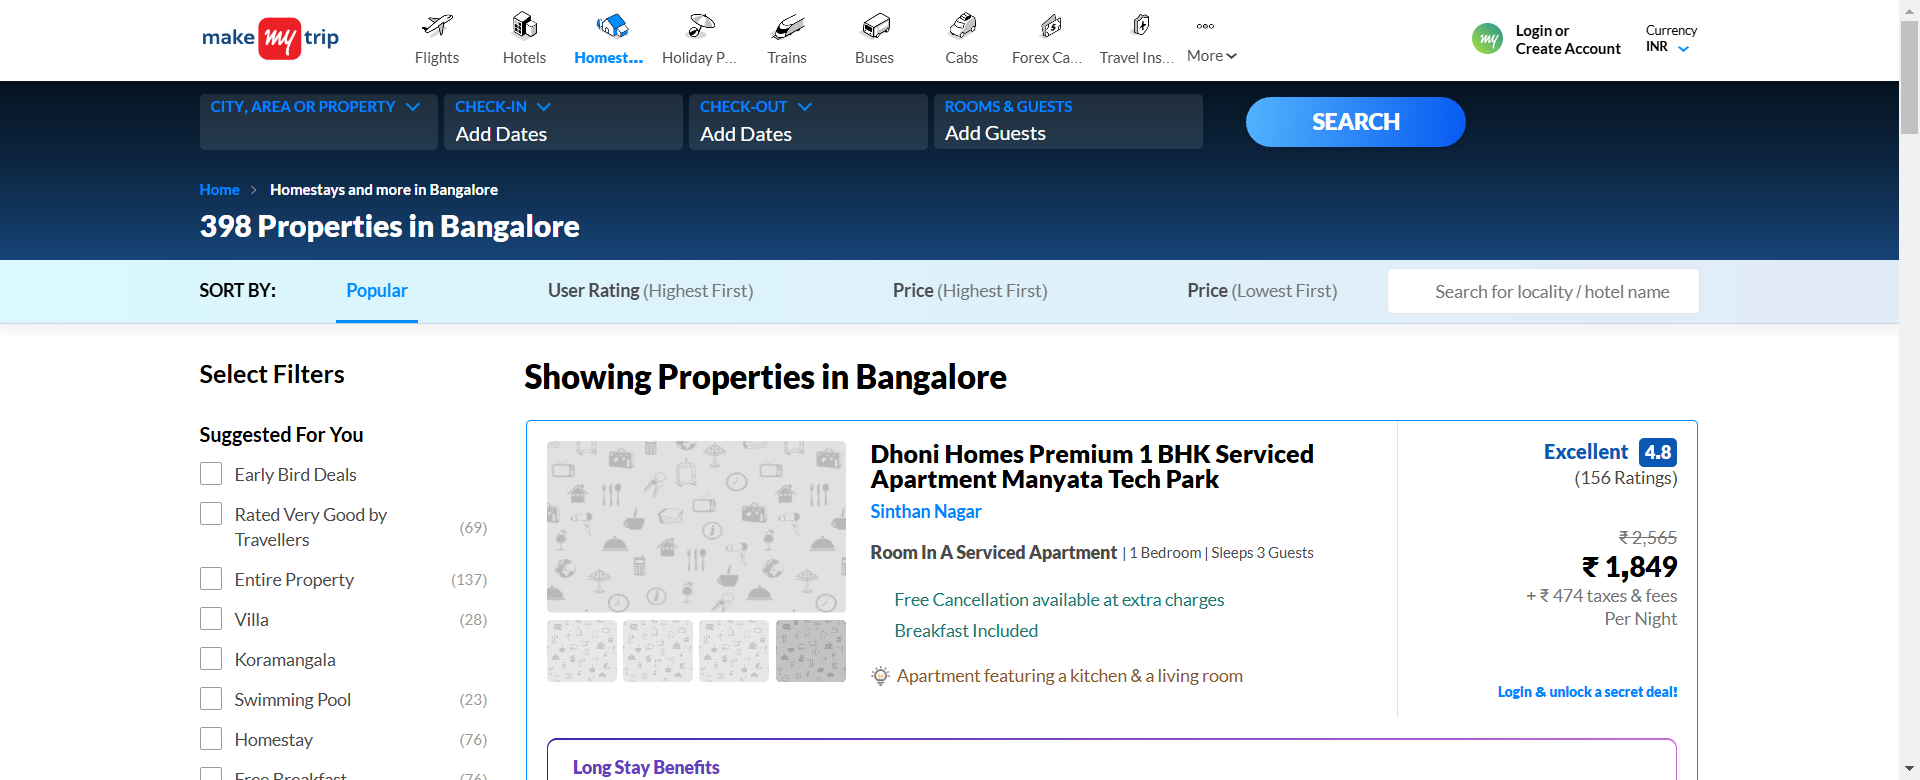 make my trip
Flights
Hotels
Homest...
Holiday P...
Trains
Buses
Cabs
Forex Ca...
Travel Ins...
More
my
Login or
Create Account
Currency
INR
CITY, AREA OR PROPERTY
CHECK-IN
Add Dates
CHECK-OUT
Add Dates
ROOMS & GUESTS
Add Guests
SEARCH
Home > Homestays and more in Bangalore
398 Properties in Bangalore
SORT BY:
Popular
User Rating (Highest First)
Price (Highest First)
Price (Lowest First)
Search for locality / hotel name
Select Filters
Suggested For You
Early Bird Deals
Rated Very Good by
Travellers
(69)
Entire Property (137)
Villa (28)
Koramangala
Swimming Pool (23)
Homestay (76)
Free Breakfast (76)
Showing Properties in Bangalore
Dhoni Homes Premium 1 BHK Serviced
Apartment Manyata Tech Park
Sinthan Nagar
Room In A Serviced Apartment | 1 Bedroom | Sleeps 3 Guests
Free Cancellation available at extra charges
Breakfast Included
Apartment featuring a kitchen & a living room
Excellent 4.8
(156 Ratings)
₹ 2,565
₹ 1,849
+ ₹ 474 taxes & fees
Per Night
Login & unlock a secret deal!
Long Stay Benefits